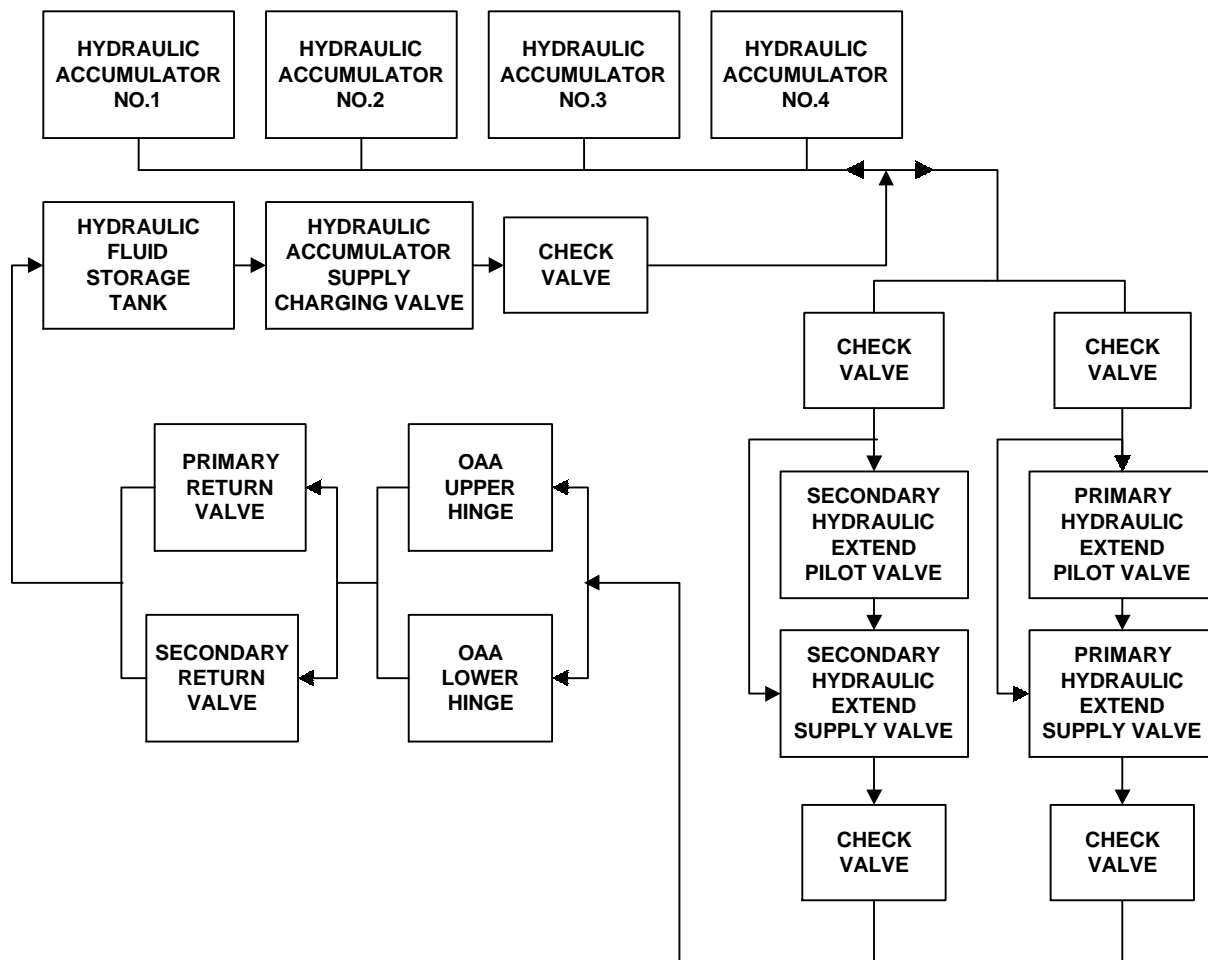 HYDRAULIC
ACCUMULATOR
NO.1
HYDRAULIC
ACCUMULATOR
NO.2
HYDRAULIC
ACCUMULATOR
NO.3
HYDRAULIC
ACCUMULATOR
NO.4
HYDRAULIC
FLUID
STORAGE
TANK
HYDRAULIC
ACCUMULATOR
SUPPLY
CHARGING VALVE
CHECK
VALVE
CHECK
VALVE
CHECK
VALVE
PRIMARY
RETURN
VALVE
OAA
UPPER
HINGE
SECONDARY
HYDRAULIC
EXTEND
PILOT VALVE
PRIMARY
HYDRAULIC
EXTEND
PILOT VALVE
SECONDARY
RETURN
VALVE
OAA
LOWER
HINGE
SECONDARY
HYDRAULIC
EXTEND
SUPPLY VALVE
PRIMARY
HYDRAULIC
EXTEND
SUPPLY VALVE
CHECK
VALVE
CHECK
VALVE